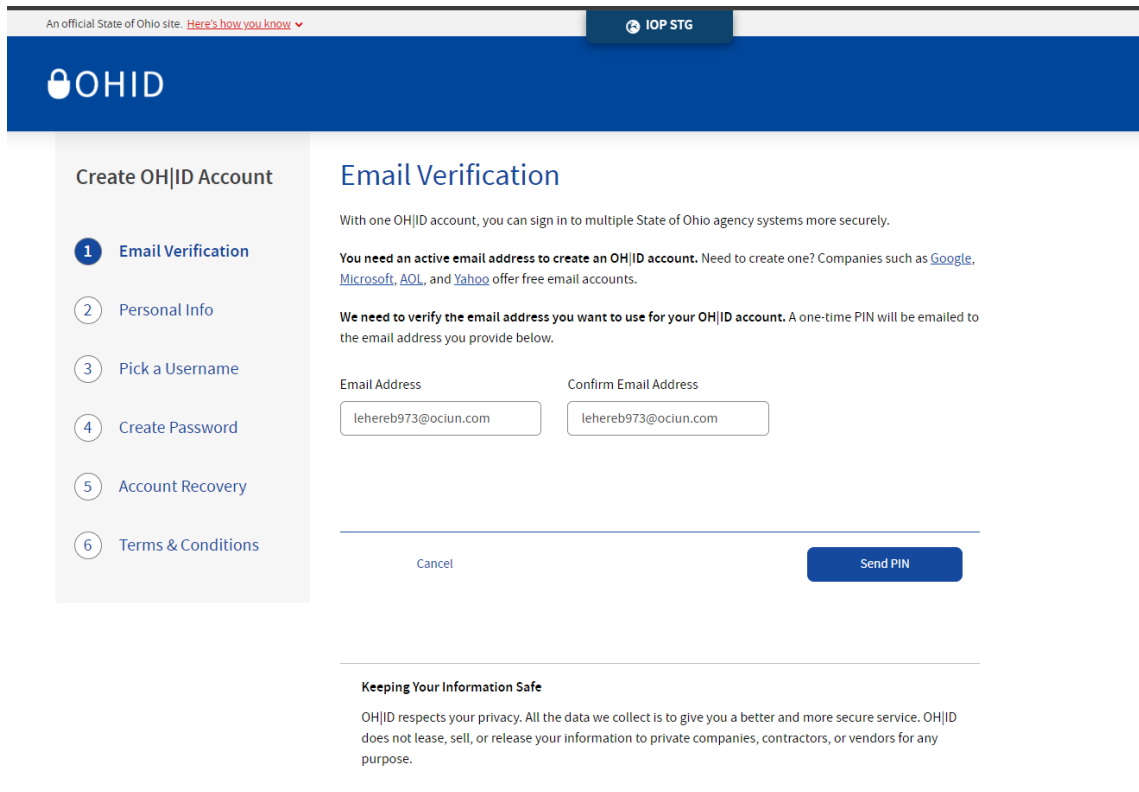 An official State of Ohio site. Here's how you know
IOP STG
OHID
Create OH|ID Account
1 Email Verification
2 Personal Info
3 Pick a Username
4 Create Password
5 Account Recovery
6 Terms & Conditions
Email Verification
With one OH|ID account, you can sign in to multiple State of Ohio agency systems more securely.
You need an active email address to create an OH|ID account. Need to create one? Companies such as Google,
Microsoft, AOL, and Yahoo offer free email accounts.
We need to verify the email address you want to use for your OH|ID account. A one-time PIN will be emailed to
the email address you provide below.
Email Address Confirm Email Address
lehereb973@ociun.com lehereb973@ociun.com
Cancel Send PIN
Keeping Your Information Safe
OH|ID respects your privacy. All the data we collect is to give you a better and more secure service. OH|ID
does not lease, sell, or release your information to private companies, contractors, or vendors for any
purpose.